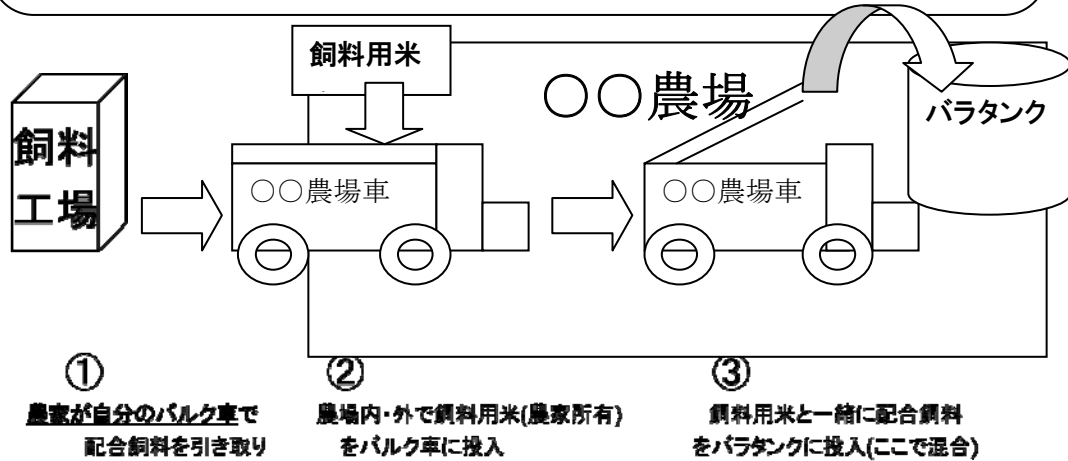 飼料用米
○○農場
バラタンク
飼料
工場
○○農場車
○○農場車
①
農家が自分のバルク車で
配合飼料を引き取り
②
農場内・外で飼料用米(農家所有)
をバルク車に投入
③
飼料用米と一緒に配合飼料
をバラタンクに投入(ここで混合)